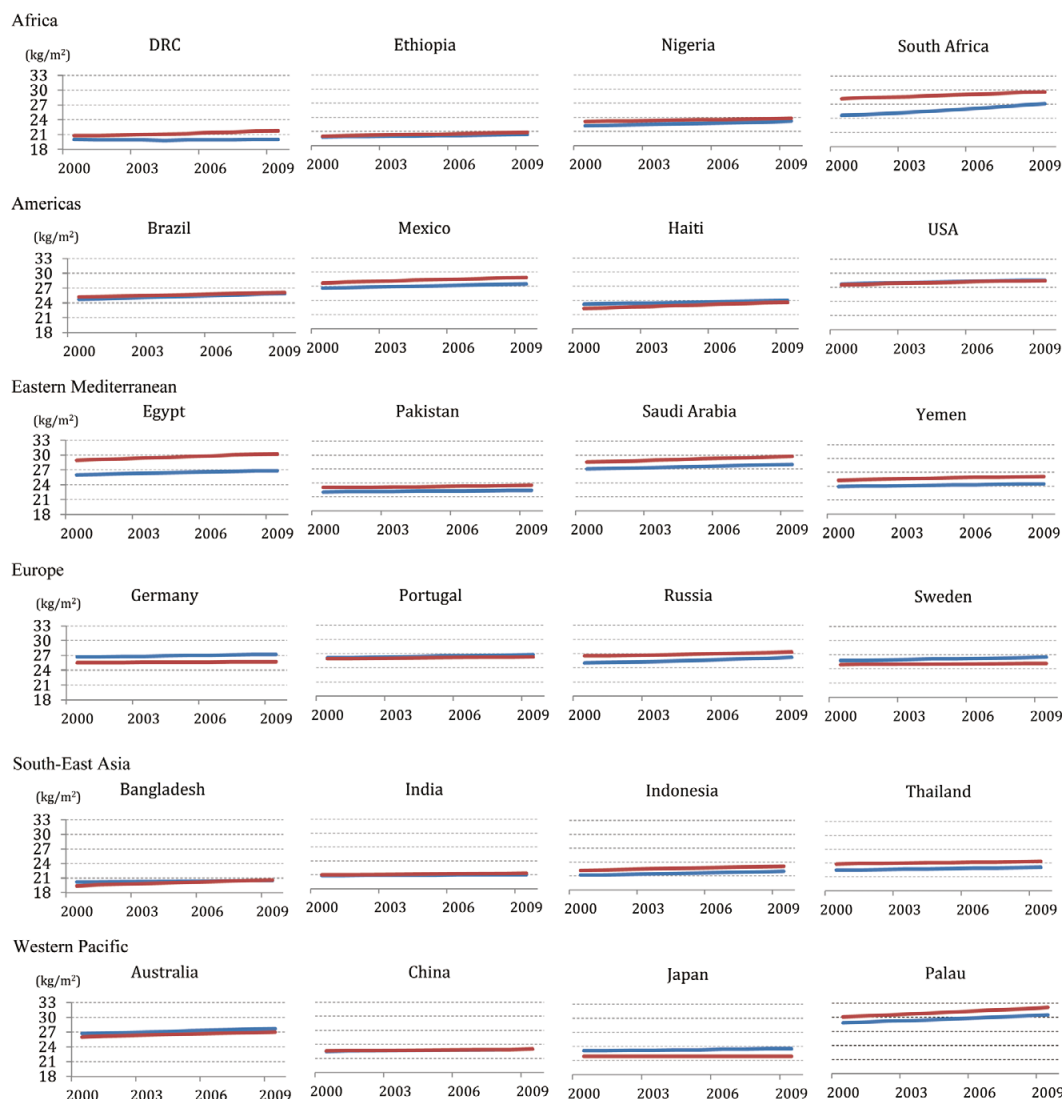 Africa
DRC Ethiopia Nigeria South Africa
(kg/m²)
33
30
27
24
21
18
2000 2003 2006 2009 2000 2003 2006 2009 2000 2003 2006 2009 2000 2003 2006 2009
Americas
Brazil Mexico Haiti USA
(kg/m²)
33
30
27
24
21
18
2000 2003 2006 2009 2000 2003 2006 2009 2000 2003 2006 2009 2000 2003 2006 2009
Eastern Mediterranean
Egypt Pakistan Saudi Arabia Yemen
(kg/m²)
33
30
27
24
21
18
2000 2003 2006 2009 2000 2003 2006 2009 2000 2003 2006 2009 2000 2003 2006 2009
Europe
Germany Portugal Russia Sweden
(kg/m²)
33
30
27
24
21
18
2000 2003 2006 2009 2000 2003 2006 2009 2000 2003 2006 2009 2000 2003 2006 2009
South-East Asia
Bangladesh India Indonesia Thailand
(kg/m²)
33
30
27
24
21
18
2000 2003 2006 2009 2000 2003 2006 2009 2000 2003 2006 2009 2000 2003 2006 2009
Western Pacific
Australia China Japan Palau
(kg/m²)
33
30
27
24
21
18
2000 2003 2006 2009 2000 2003 2006 2009 2000 2003 2006 2009 2000 2003 2006 2009